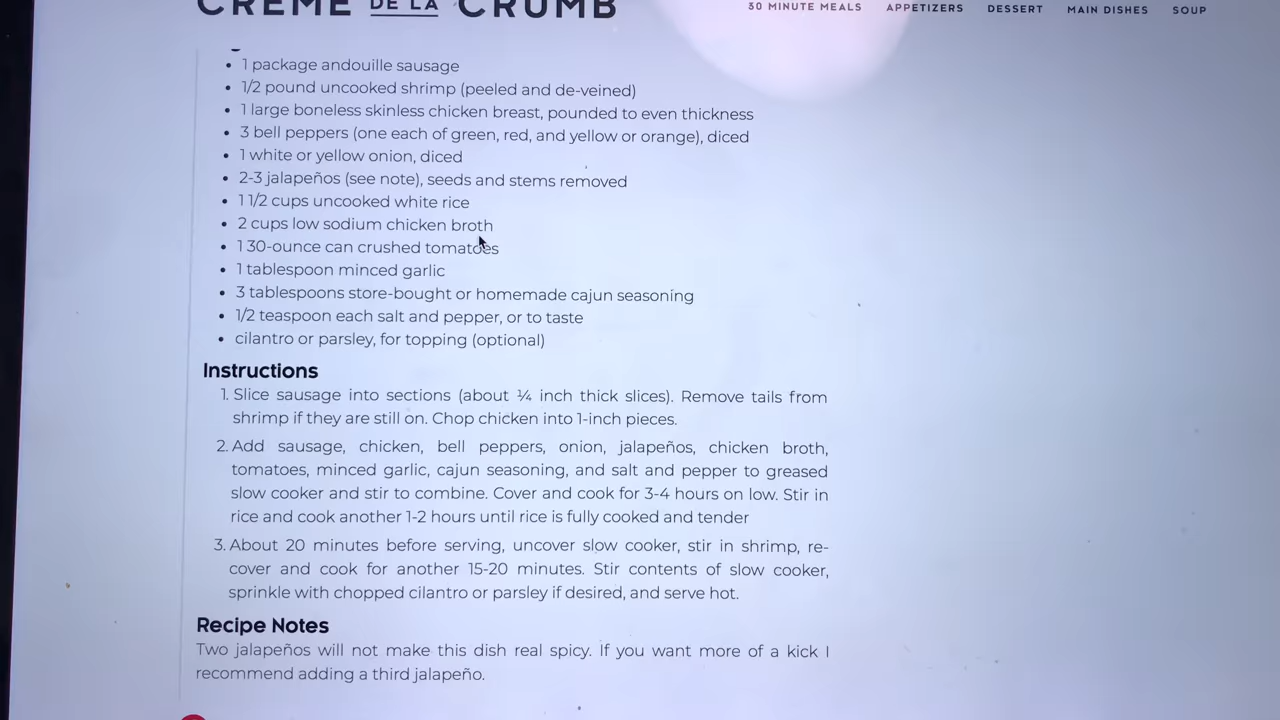 CREME DE LA CRUMB
30 MINUTE MEALS APPETIZERS DESSERT MAIN DISHES SOUP
• 1 package andouille sausage
• 1/2 pound uncooked shrimp (peeled and de-veined)
• 1 large boneless skinless chicken breast, pounded to even thickness
• 3 bell peppers (one each of green, red, and yellow or orange), diced
• 1 white or yellow onion, diced
• 2-3 jalapeños (see note), seeds and stems removed
• 1 1/2 cups uncooked white rice
• 2 cups low sodium chicken broth
• 1 30-ounce can crushed tomatoes
• 1 tablespoon minced garlic
• 3 tablespoons store-bought or homemade cajun seasoning
• 1/2 teaspoon each salt and pepper, or to taste
• cilantro or parsley, for topping (optional)
Instructions
1. Slice sausage into sections (about ¼ inch thick slices). Remove tails from
shrimp if they are still on. Chop chicken into 1-inch pieces.
2. Add sausage, chicken, bell peppers, onion, jalapeños, chicken broth,
tomatoes, minced garlic, cajun seasoning, and salt and pepper to greased
slow cooker and stir to combine. Cover and cook for 3-4 hours on low. Stir in
rice and cook another 1-2 hours until rice is fully cooked and tender
3. About 20 minutes before serving, uncover slow cooker, stir in shrimp, re-
cover and cook for another 15-20 minutes. Stir contents of slow cooker,
sprinkle with chopped cilantro or parsley if desired, and serve hot.
Recipe Notes
Two jalapeños will not make this dish real spicy. If you want more of a kick I
recommend adding a third jalapeño.